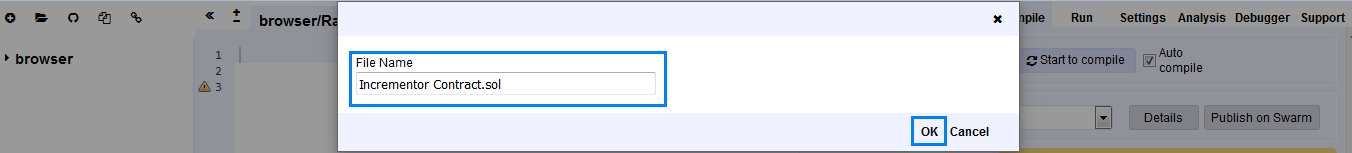 browser/Ra
mpile Run Settings Analysis Debugger Support
browser
1
2
3
File Name
Incrementor Contract.sol
OK Cancel
Start to compile
Auto
compile
Details Publish on Swarm